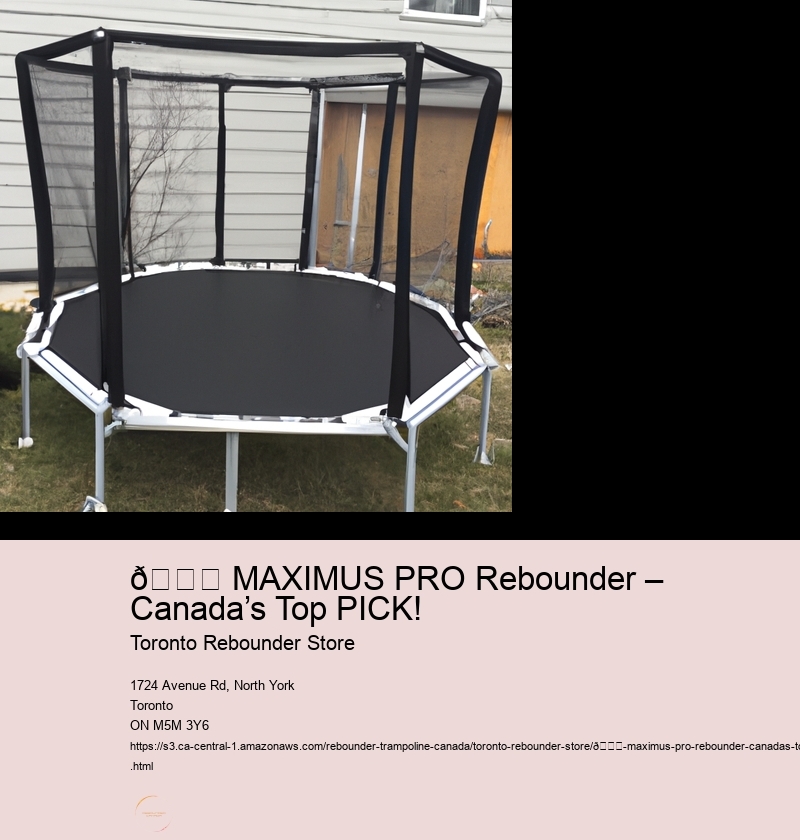 ð□□□ MAXIMUS PRO Rebounder –
Canada’s Top PICK!
Toronto Rebounder Store
1724 Avenue Rd, North York
Toronto
ON M5M 3Y6
https://s3.ca-central-1.amazonaws.com/rebounder-trampoline-canada/toronto-rebounder-store/ð□□□-maximus-pro-rebounder-canadas-to
.html